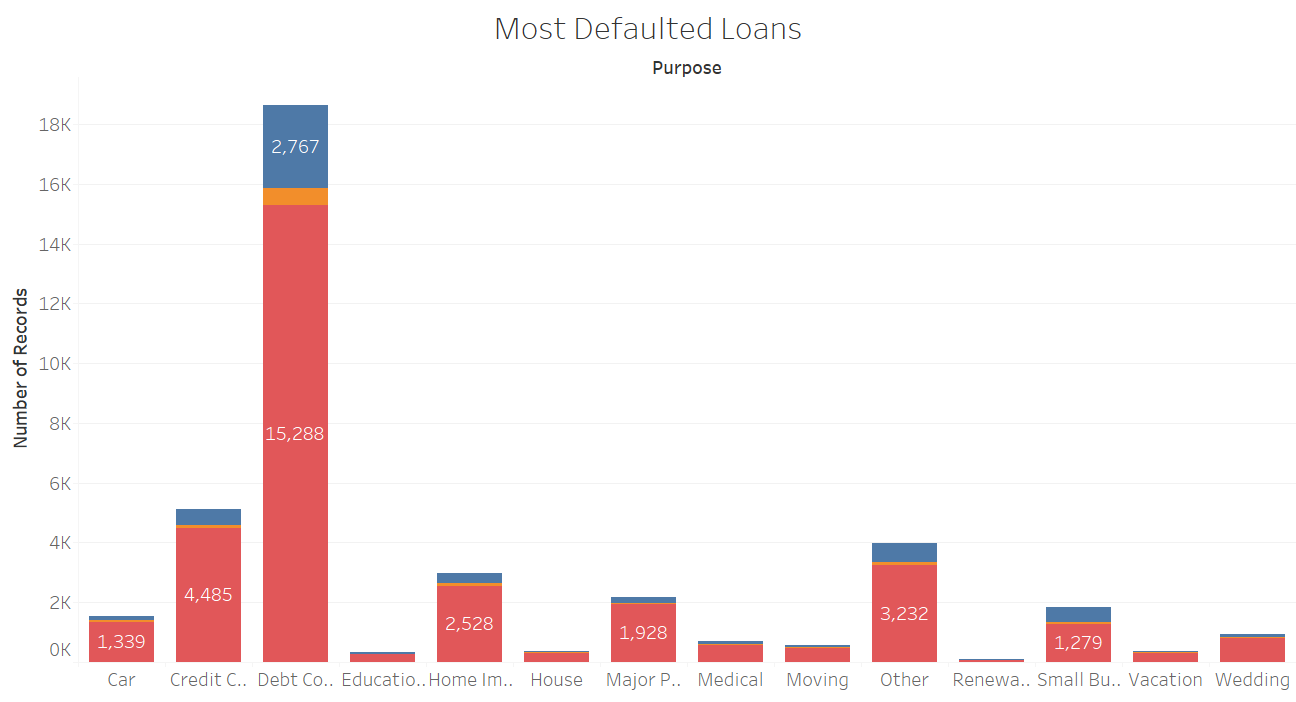 Most Defaulted Loans
Purpose
Number of Records
18K
16K
14K
12K
10K
8K
6K
4K
2K
0K
2,767
15,288
4,485
1,339
2,528
1,928
3,232
1,279
Car
Credit C..
Debt Co..
Educatio..
Home Im..
House
Major P..
Medical
Moving
Other
Renewa..
Small Bu..
Vacation
Wedding